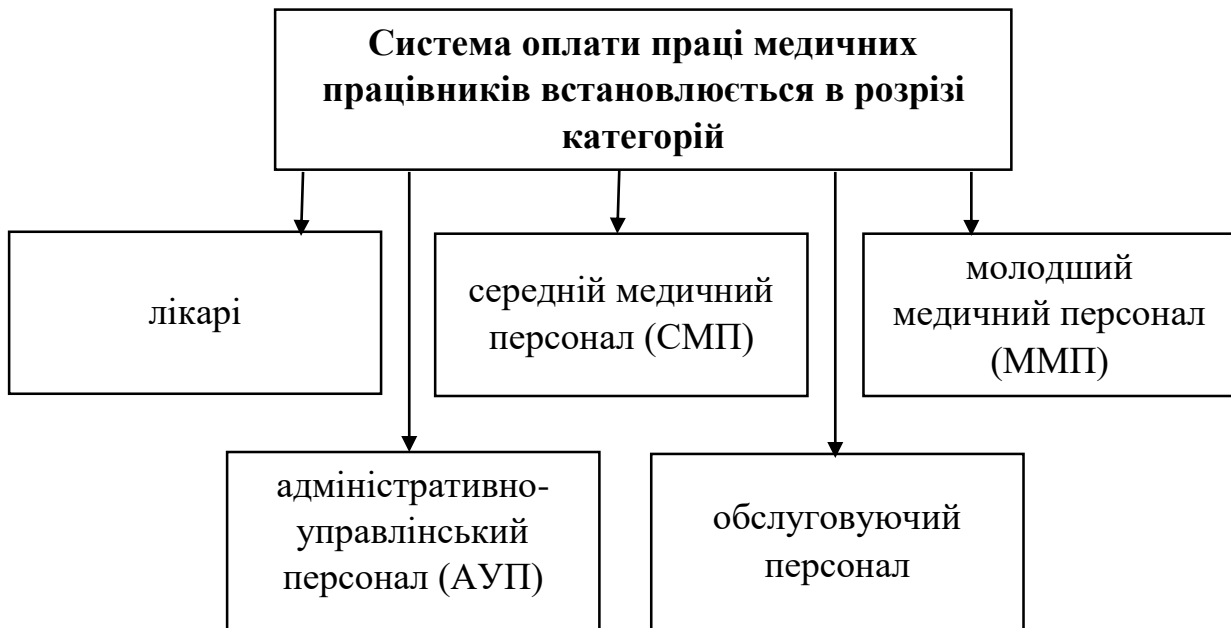 Система оплати праці медичних
працівників встановлюється в розрізі
категорій
лікарі
середній медичний
персонал (СМП)
молодший
медичний персонал
(ММП)
адміністративно-
управлінський
персонал (АУП)
обслуговуючий
персонал